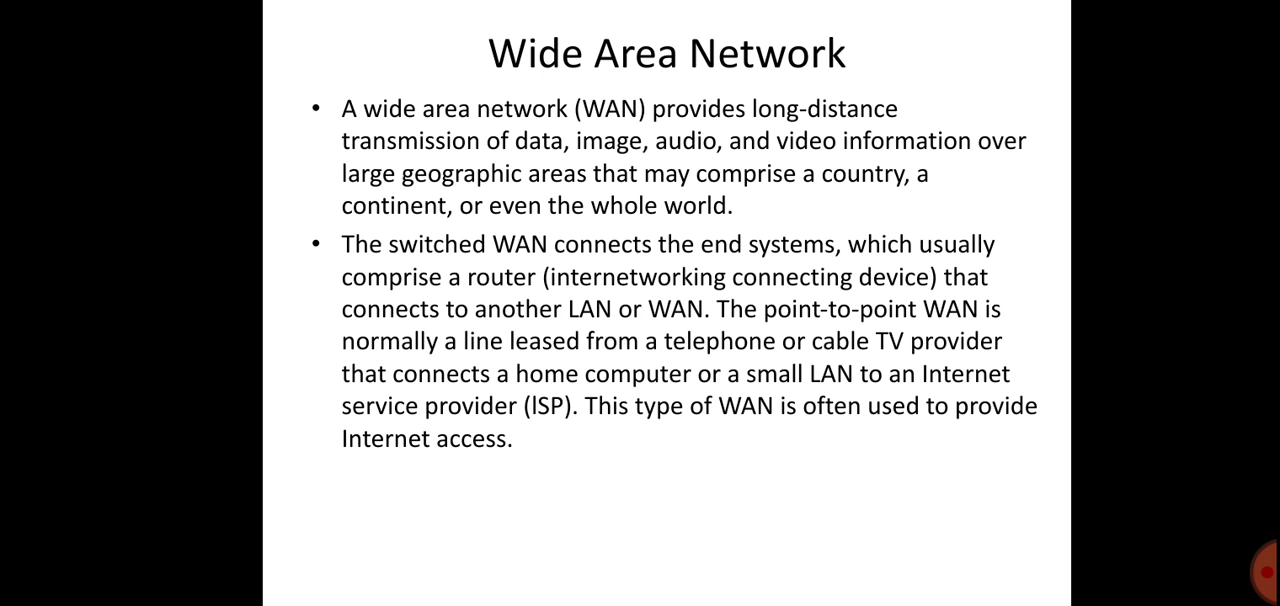 Wide Area Network
• A wide area network (WAN) provides long-distance
transmission of data, image, audio, and video information over
large geographic areas that may comprise a country, a
continent, or even the whole world.
• The switched WAN connects the end systems, which usually
comprise a router (internetworking connecting device) that
connects to another LAN or WAN. The point-to-point WAN is
normally a line leased from a telephone or cable TV provider
that connects a home computer or a small LAN to an Internet
service provider (lSP). This type of WAN is often used to provide
Internet access.